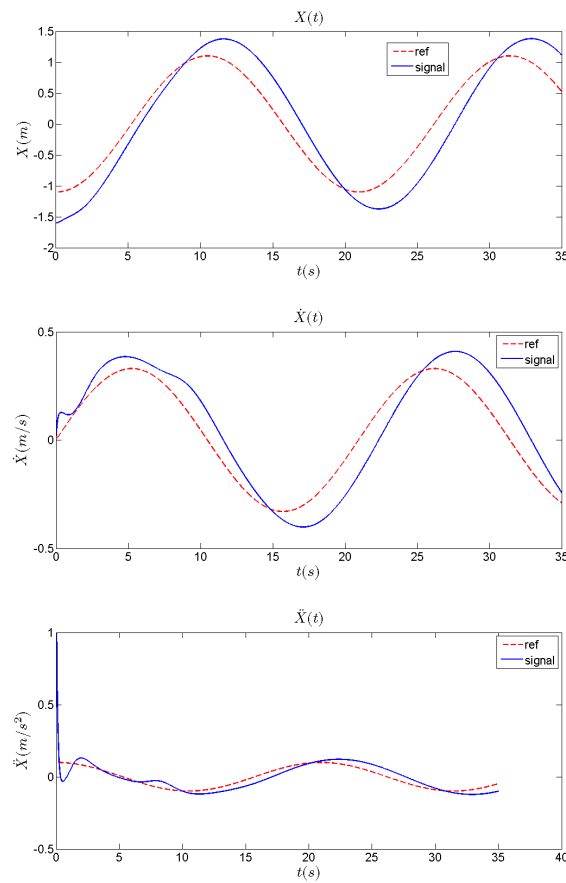 X(t)
1.5
1
0.5
0
-0.5
-1
-1.5
-2
X(m)
ref
signal
0 5 10 15 20 25 30 35
t(s)
Ẋ(t)
0.5
0
-0.5
Ẋ(m/s)
ref
signal
0 5 10 15 20 25 30 35
t(s)
Ẍ(t)
1
0.5
0
-0.5
Ẍ(m/s²)
ref
signal
0 5 10 15 20 25 30 35 40
t(s)